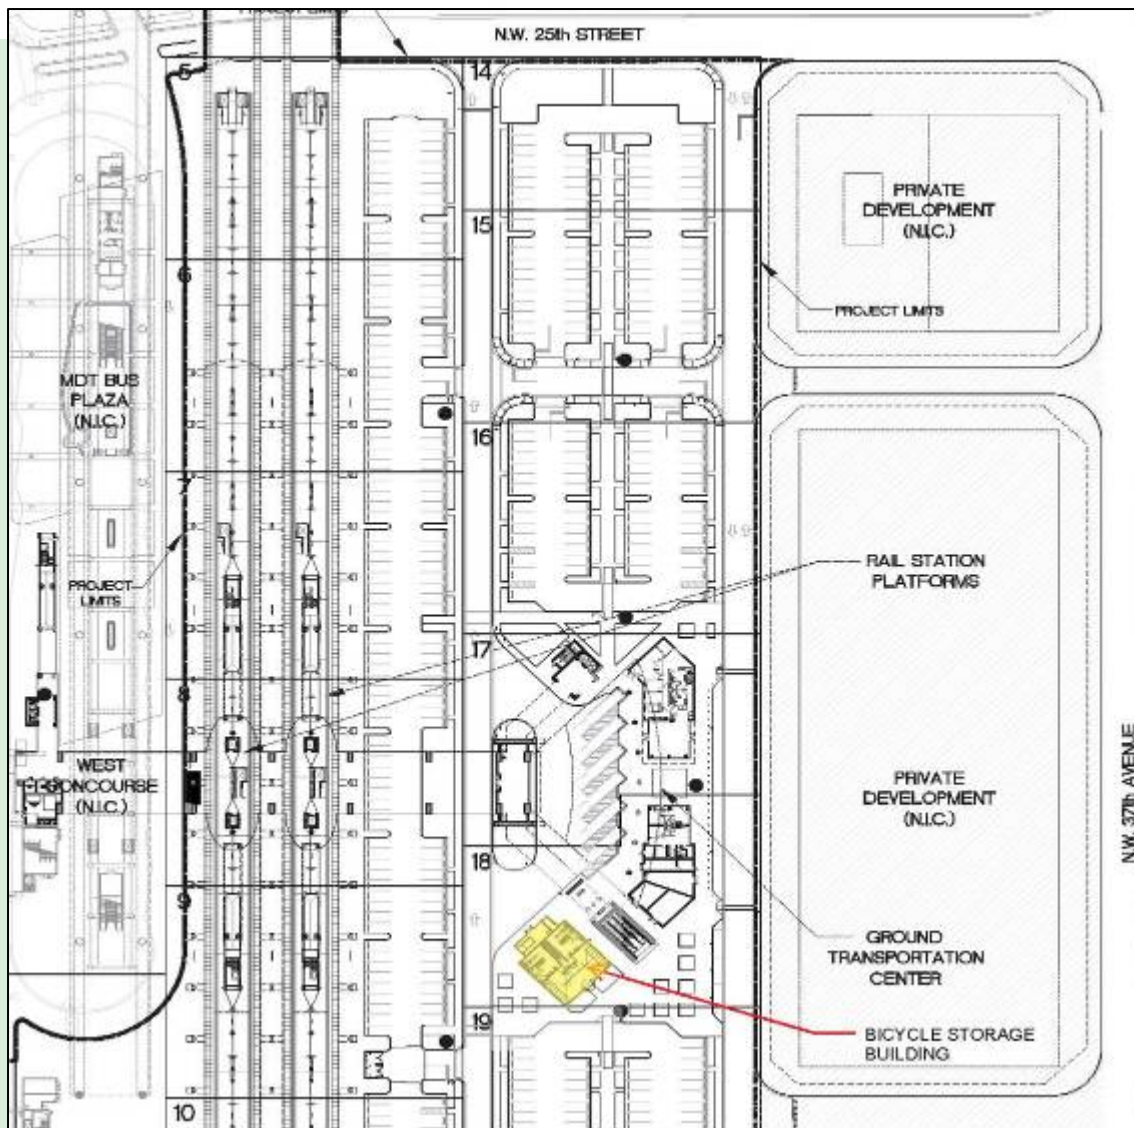 N.W. 25th STREET
5
14
PRIVATE
DEVELOPMENT
(N.I.C.)
15
6
PROJECT LIMITS
MDT BUS
PLAZA
(N.I.C.)
16
7
RAIL STATION
PLATFORMS
PROJECT
LIMITS
17
8
N.W. 37th AVENUE
WEST
CONCOURSE
(N.I.C.)
PRIVATE
DEVELOPMENT
(N.I.C.)
18
9
GROUND
TRANSPORTATION
CENTER
19
BICYCLE STORAGE
BUILDING
10